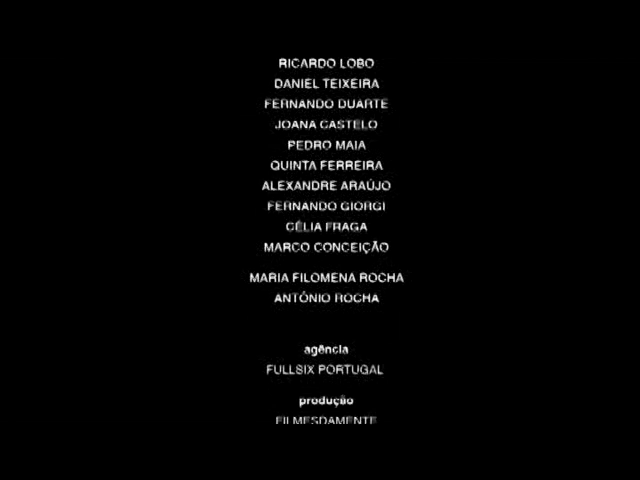 RICARDO LOBO
DANIEL TEIXEIRA
FERNANDO DUARTE
JOANA CASTELO
PEDRO MAIA
QUINTA FERREIRA
ALEXANDRE ARAÚJO
FERNANDO GIORGI
CÉLIA FRAGA
MARCO CONCEIÇÃO
MARIA FILOMENA ROCHA
ANTÓNIO ROCHA
agência
FULLSIX PORTUGAL
produção
FILMESDAMENTE